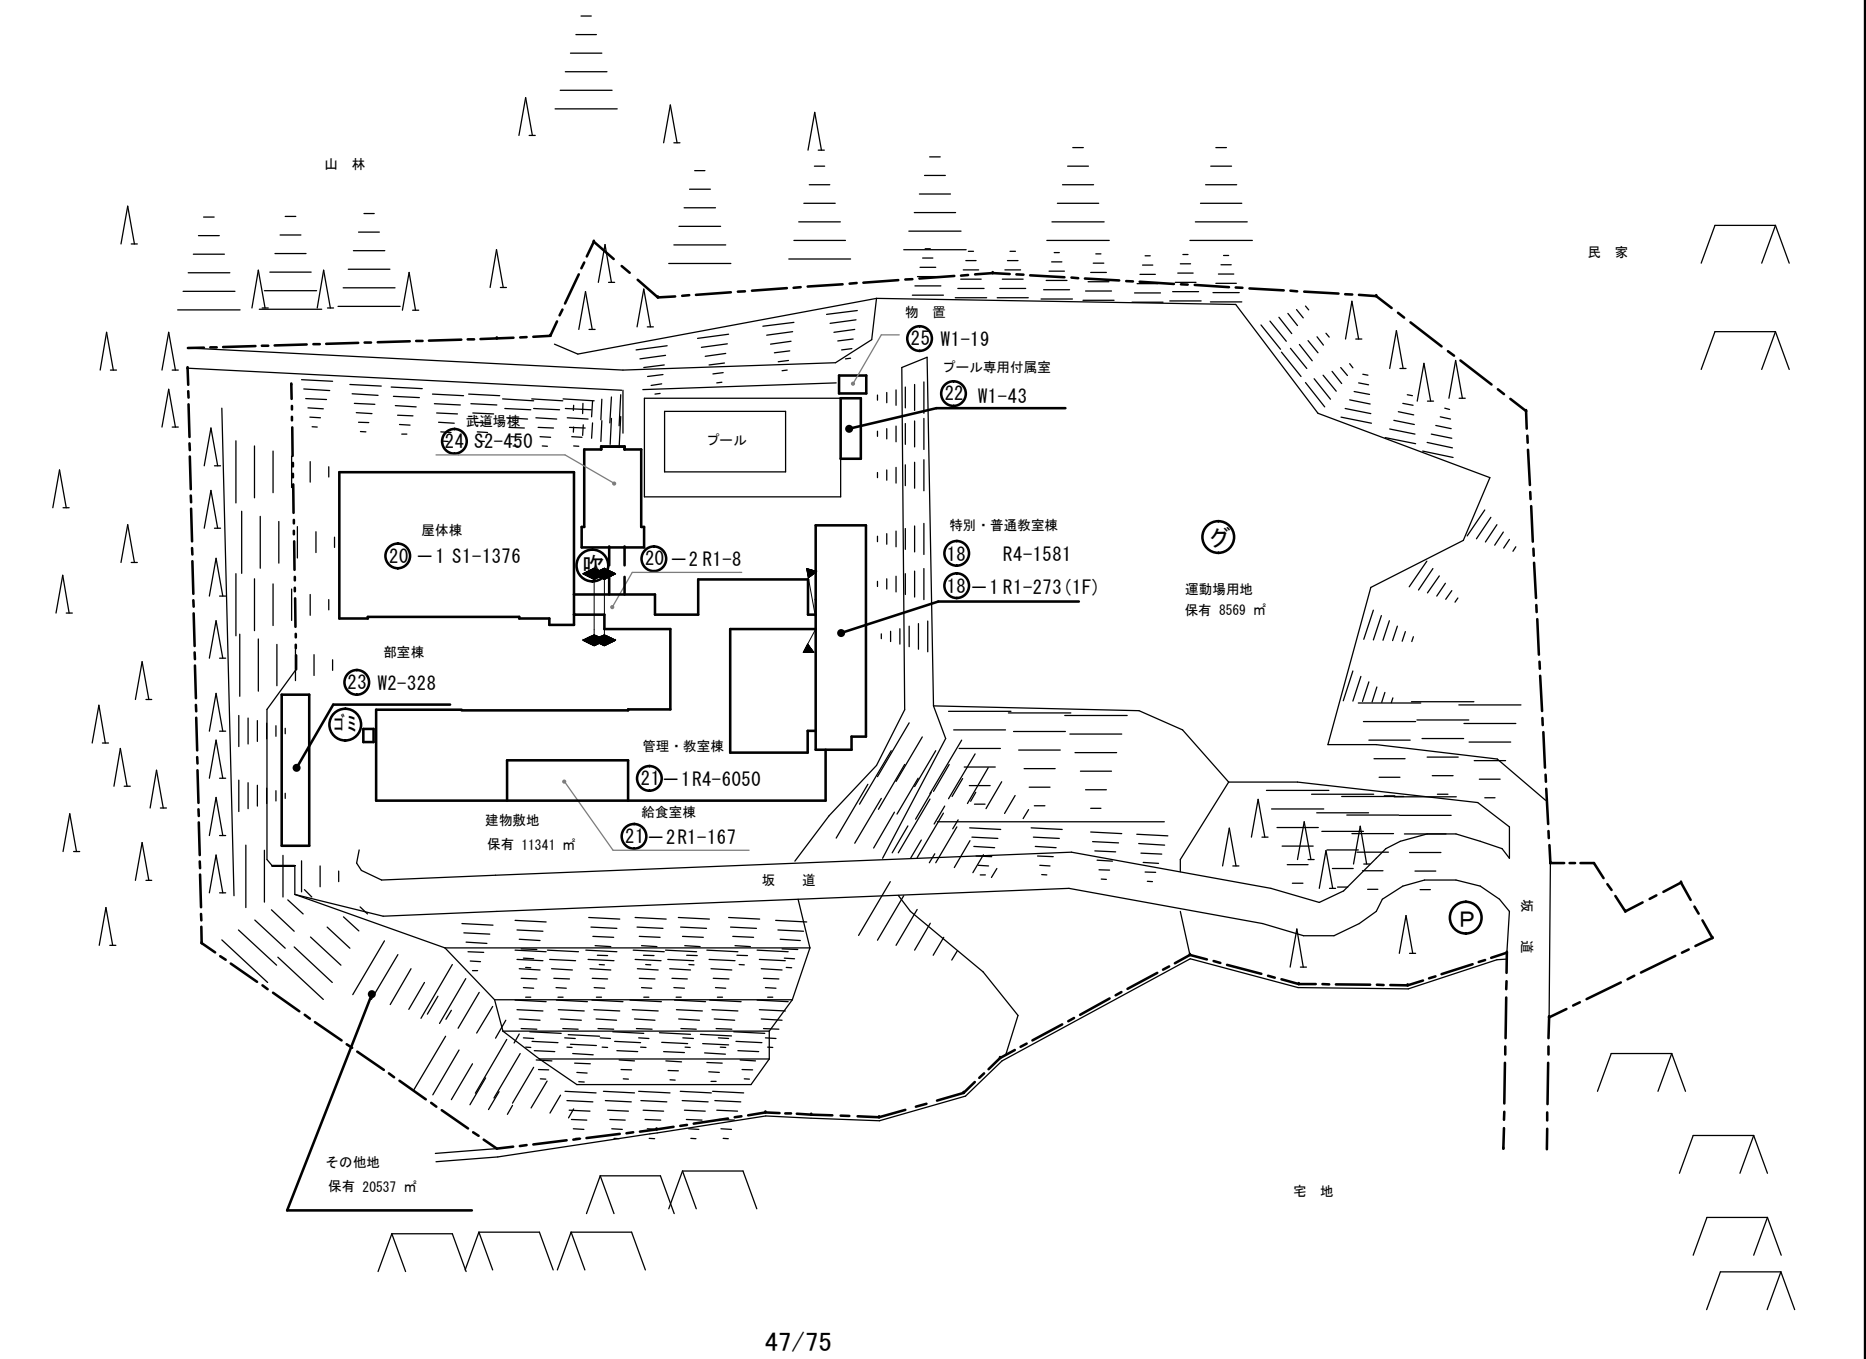 山 林
民 家
物 置
25 W1-19
プール専用付属室
22 W1-43
武道場棟
24 S2-450
プール
屋体棟
20-1 S1-1376
吹
20-2 R1-8
特別・普通教室棟
18 R4-1581
18-1 R1-273(1F)
グ
運動場用地
保有 8569 ㎡
部室棟
23 W2-328
ゴミ
管理・教室棟
21-1R4-6050
給食室棟
21-2R1-167
建物敷地
保有 11341 ㎡
坂 道
坂 道
P
その他地
保有 20537 ㎡
宅 地
47/75